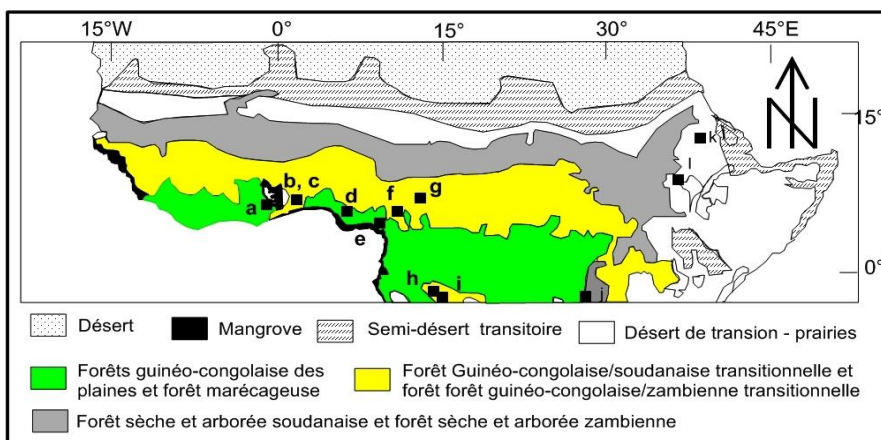 15°W 0° 15° 30° 45°E
N
15°
k
l
b, c
g
a
d
f
e
0°
h
i
j
Désert
Mangrove
Semi-désert transitoire
Désert de transion - prairies
Forêts guinéo-congolaise des
plaines et forêt marécageuse
Forêt Guinéo-congolaise/soudanaise transitionnelle et
forêt forêt guinéo-congolaise/zambienne transitionnelle
Forêt sèche et arborée soudanaise et forêt sèche et arborée zambienne